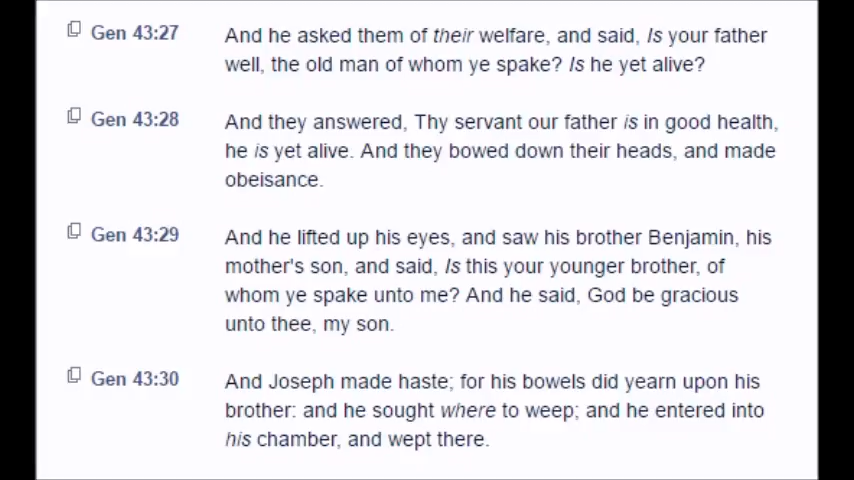 Gen 43:27 And he asked them of their welfare, and said, Is your father
well, the old man of whom ye spake? Is he yet alive?
Gen 43:28 And they answered, Thy servant our father is in good health,
he is yet alive. And they bowed down their heads, and made
obeisance.
Gen 43:29 And he lifted up his eyes, and saw his brother Benjamin, his
mother's son, and said, Is this your younger brother, of
whom ye spake unto me? And he said, God be gracious
unto thee, my son.
Gen 43:30 And Joseph made haste; for his bowels did yearn upon his
brother: and he sought where to weep; and he entered into
his chamber, and wept there.